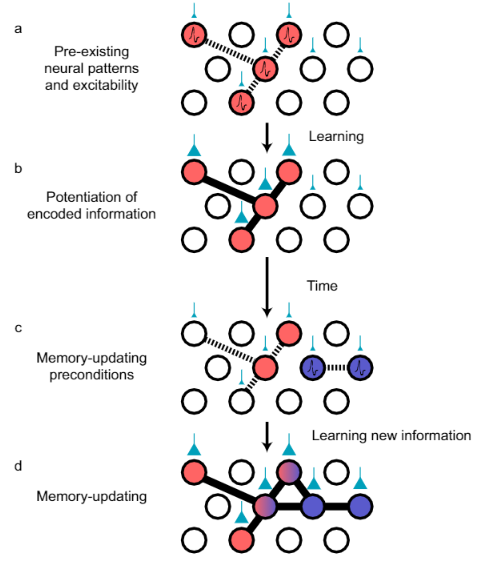 a
Pre-existing
neural patterns
and excitability
Learning
b
Potentiation of
encoded information
Time
c
Memory-updating
preconditions
Learning new information
d
Memory-updating